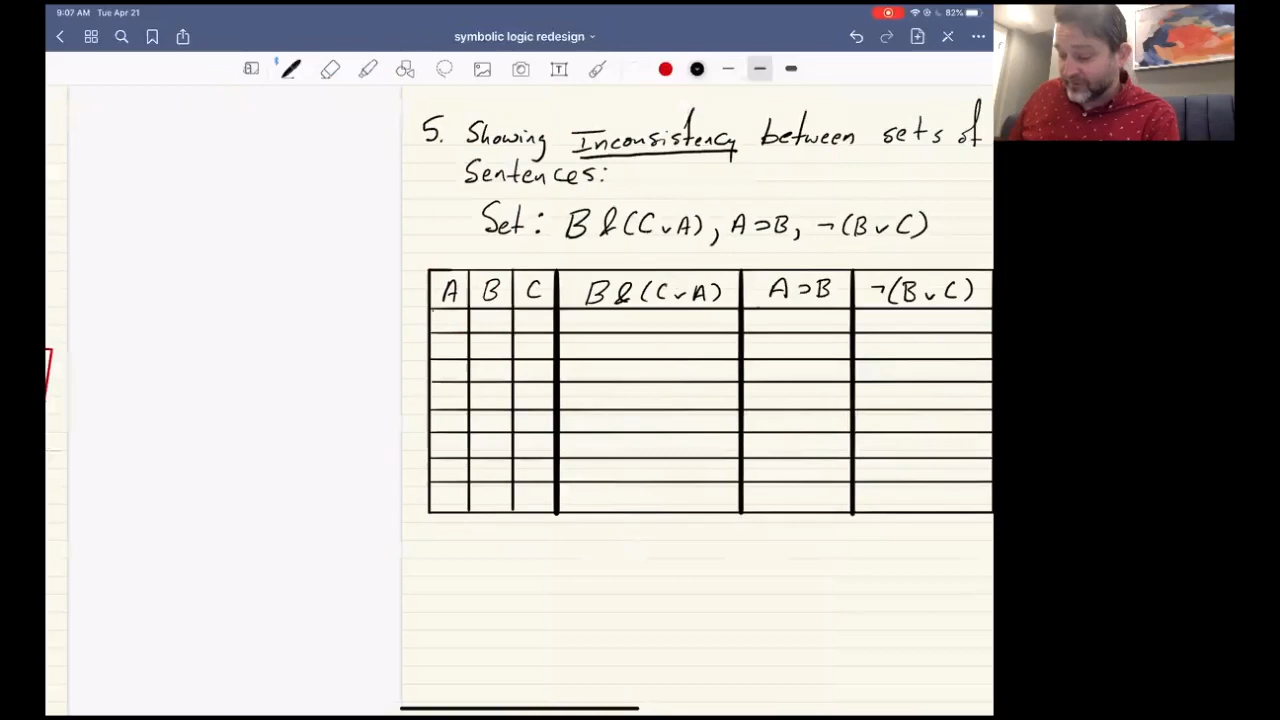 9:07 AM Tue Apr 21
82%
symbolic logic redesign
5. Showing Inconsistency between sets of
Sentences:
Set: B & (C ∨ A), A ⊃ B, ¬(B ∨ C)
A B C B & (C ∨ A) A ⊃ B ¬(B ∨ C)